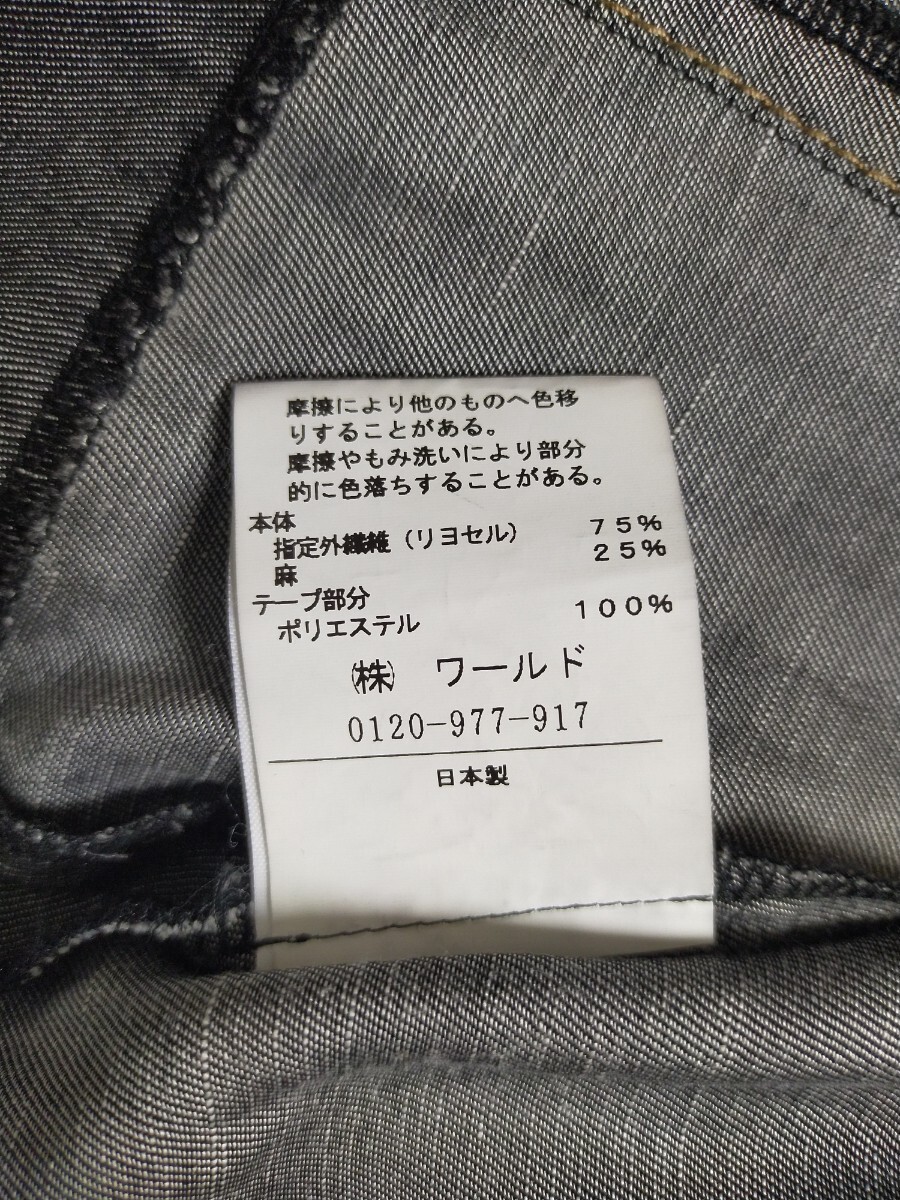 摩擦により他のものへ色移
りすることがある。
摩擦やもみ洗いにより部分
的に色落ちすることがある。
本体
指定外繊維（リヨセル） 75%
麻 25%
テープ部分
ポリエステル 100%
㈱ ワールド
0120-977-917
日本製